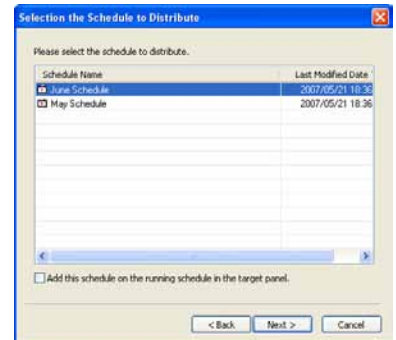 Selection the Schedule to Distribute
Please select the schedule to distribute.
Schedule Name Last Modified Date
June Schedule 2007/05/21 18:36
May Schedule 2007/05/21 18:36
Add this schedule on the running schedule in the target panel.
< Back Next > Cancel